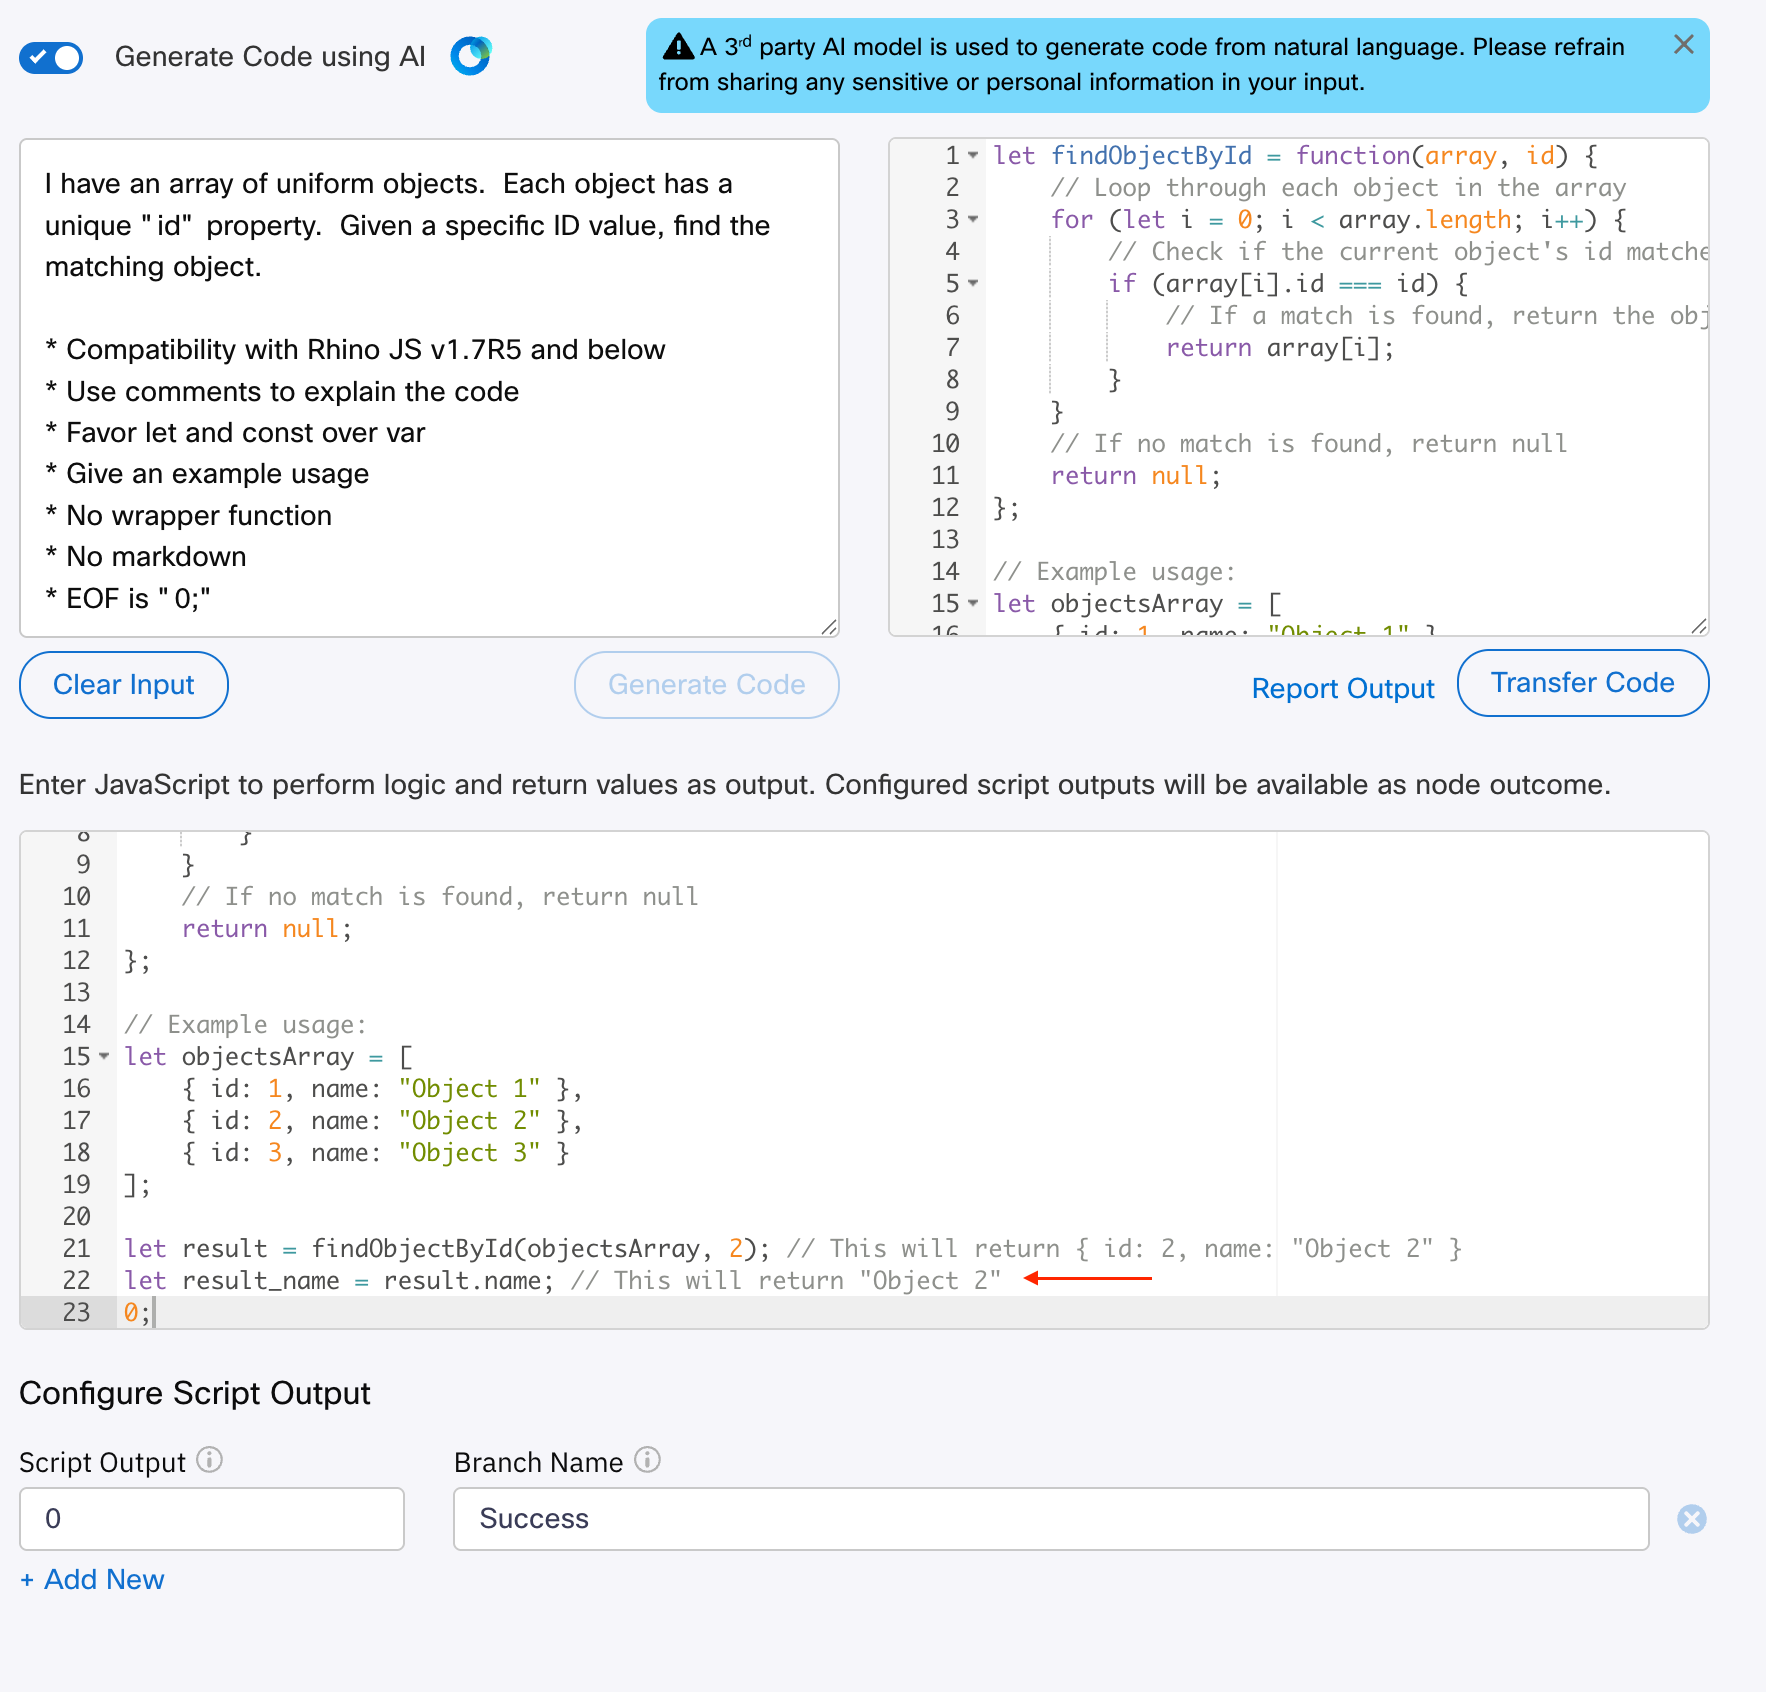 Generate Code using AI
A 3rd party AI model is used to generate code from natural language. Please refrain
from sharing any sensitive or personal information in your input.
I have an array of uniform objects.  Each object has a
unique "id"  property.  Given a specific ID value, find the
matching object.
* Compatibility with Rhino JS v1.7R5 and below
* Use comments to explain the code
* Favor let and const over var
* Give an example usage
* No wrapper function
* No markdown
* EOF is "0;"
1 let findObjectById = function(array, id) {
2     // Loop through each object in the array
3     for (let i = 0; i < array.length; i++) {
4         // Check if the current object's id matche
5         if (array[i].id === id) {
6             // If a match is found, return the obj
7             return array[i];
8         }
9     }
10     // If no match is found, return null
11     return null;
12 };
13
14 // Example usage:
15 let objectsArray = [
16     { id: 1, name: "Object 1" }
Clear Input
Generate Code
Report Output
Transfer Code
Enter JavaScript to perform logic and return values as output. Configured script outputs will be available as node outcome.
8         }
9     }
10     // If no match is found, return null
11     return null;
12 };
13
14 // Example usage:
15 let objectsArray = [
16     { id: 1, name: "Object 1" },
17     { id: 2, name: "Object 2" },
18     { id: 3, name: "Object 3" }
19 ];
20
21 let result = findObjectById(objectsArray, 2); // This will return { id: 2, name: "Object 2" }
22 let result_name = result.name; // This will return "Object 2"
23 0;
Configure Script Output
Script Output
Branch Name
0
Success
+ Add New